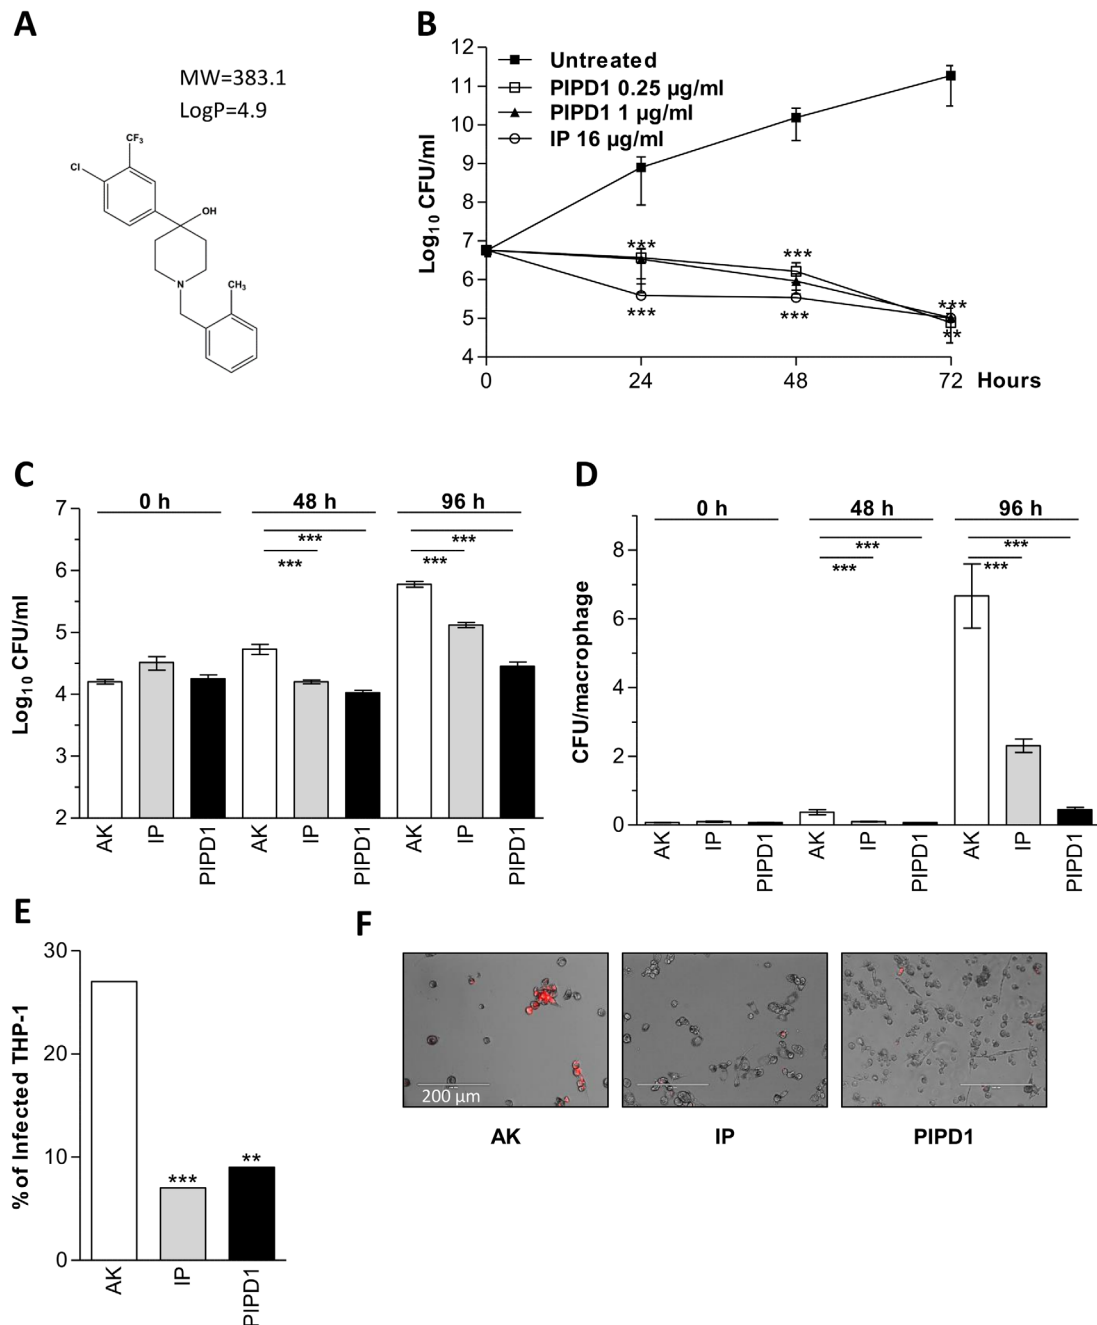 A
MW=383.1
LogP=4.9
CF3
Cl
OH
N
CH3
B
Untreated
PIPD1 0.25 µg/ml
PIPD1 1 µg/ml
IP 16 µg/ml
Log10 CFU/ml
12
11
10
9
8
7
6
5
4
***
***
***
***
***
**
0 24 48 72 Hours
C
0 h 48 h 96 h
*** ***
*** ***
Log10 CFU/ml
7
6
5
4
3
2
AK IP PIPD1 AK IP PIPD1 AK IP PIPD1
D
0 h 48 h 96 h
*** ***
*** ***
CFU/macrophage
8
6
4
2
0
AK IP PIPD1 AK IP PIPD1 AK IP PIPD1
E
% of Infected THP-1
30
20
10
0
*** **
AK IP PIPD1
F
200 µm
AK IP PIPD1